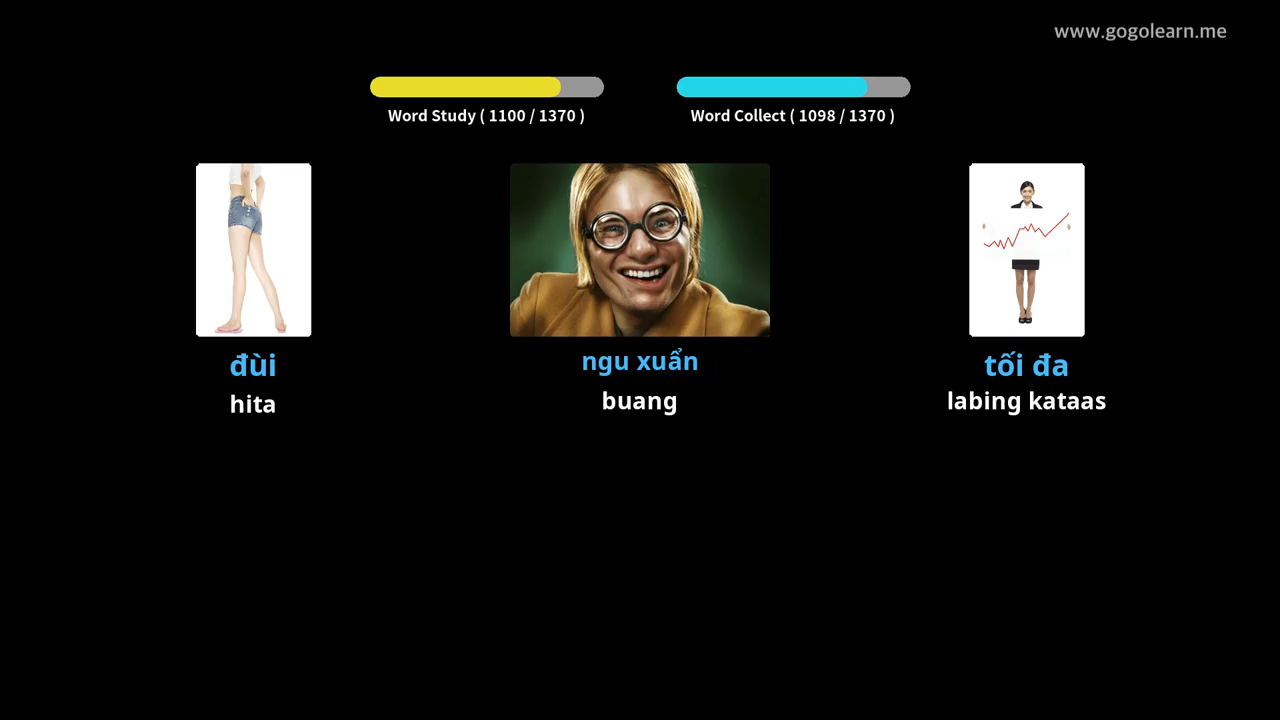 www.gogolearn.me
Word Study ( 1100 / 1370 )
Word Collect ( 1098 / 1370 )
đùi
hita
ngu xuẩn
buang
tối đa
labing kataas